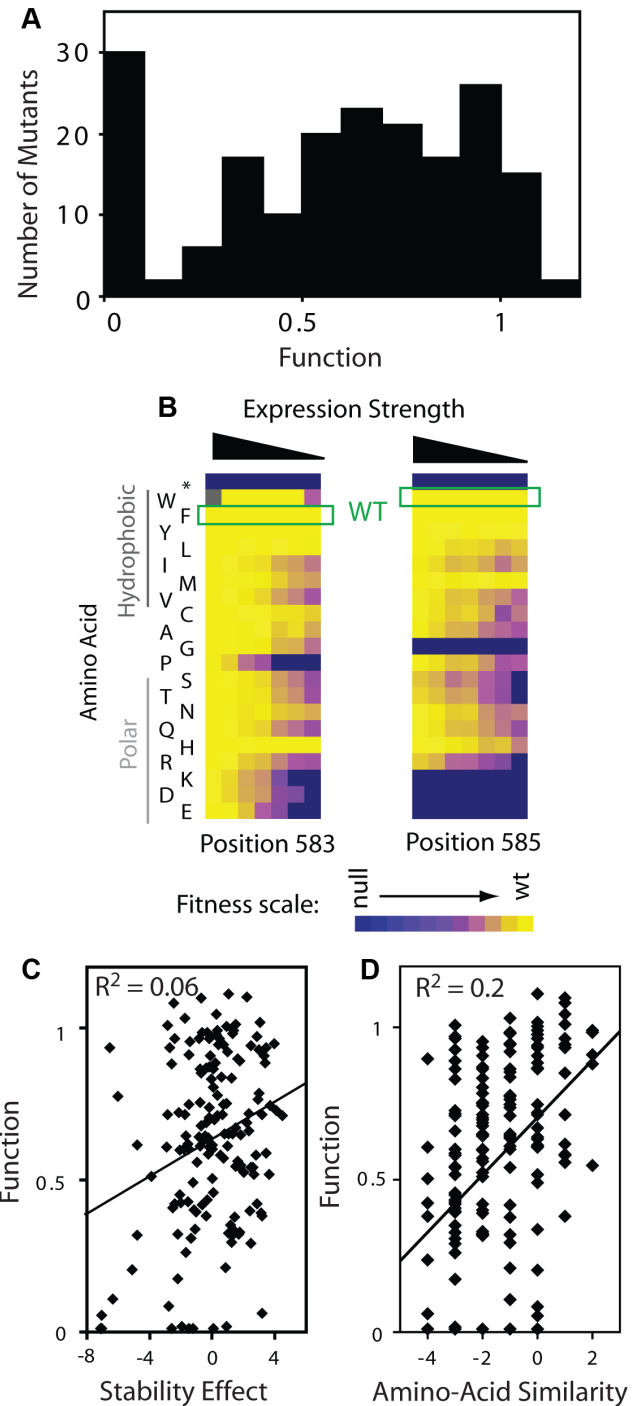 A
Number of Mutants
30
20
10
0
0
0.5
1
Function
B
Expression Strength
Amino Acid
Hydrophobic
Polar
*
W
F
Y
L
I
M
V
C
A
G
P
S
T
N
Q
H
R
K
D
E
WT
Position 583
Position 585
Fitness scale:
null
wt
C
R² = 0.06
Function
1
0.5
0
-8
-4
0
4
Stability Effect
D
R² = 0.2
Function
1
0.5
0
-4
-2
0
2
Amino-Acid Similarity